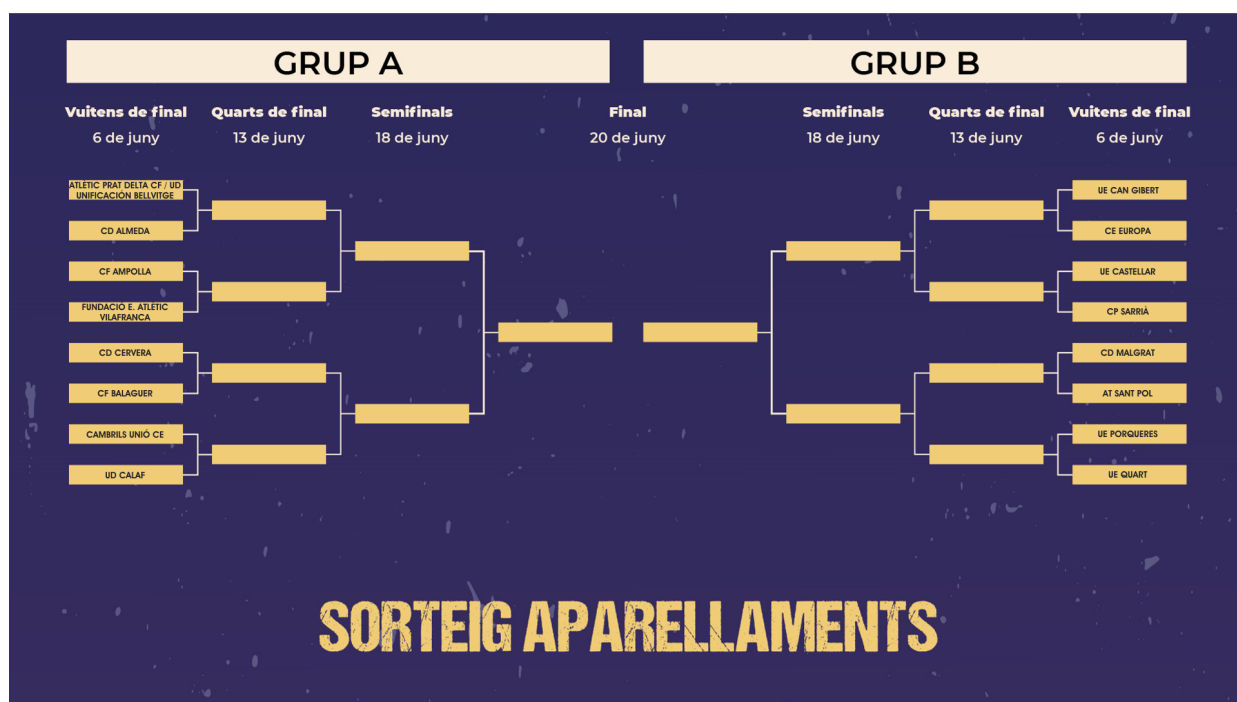 GRUP A
GRUP B
Vuitens de final
6 de juny
Quarts de final
13 de juny
Semifinals
18 de juny
Final
20 de juny
Semifinals
18 de juny
Quarts de final
13 de juny
Vuitens de final
6 de juny
ATLÈTIC PRAT DELTA CF / UD
UNIFICACIÓN BELLVITGE
CD ALMEDA
CF AMPOLLA
FUNDACIÓ E. ATLÈTIC
VILAFRANCA
CD CERVERA
CF BALAGUER
CAMBRILS UNIÓ CE
UD CALAF
UE CAN GIBERT
CE EUROPA
UE CASTELLAR
CP SARRIÀ
CD MALGRAT
AT SANT POL
UE PORQUERES
UE QUART
SORTEIG APARELLAMENTS